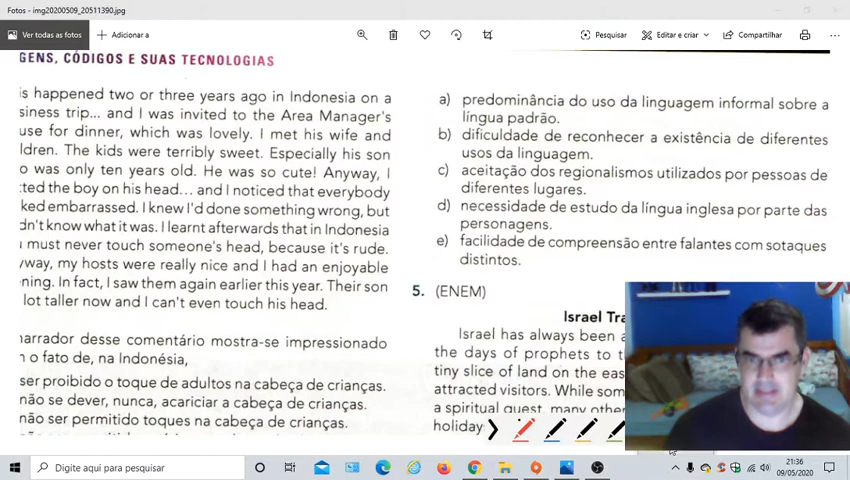 Fotos - img20200509_20511390.jpg
Ver todas as fotos
Adicionar a
Pesquisar
Editar e criar
Compartilhar
GENS, CÓDIGOS E SUAS TECNOLOGIAS
is happened two or three years ago in Indonesia on a
siness trip... and I was invited to the Area Manager's
use for dinner, which was lovely. I met his wife and
ldren. The kids were terribly sweet. Especially his son
o was only ten years old. He was so cute! Anyway, I
tted the boy on his head... and I noticed that everybody
ked embarrassed. I knew I'd done something wrong, but
dn't know what it was. I learnt afterwards that in Indonesia
u must never touch someone's head, because it's rude.
yway, my hosts were really nice and I had an enjoyable
ning. In fact, I saw them again earlier this year. Their son
lot taller now and I can't even touch his head.
narrador desse comentário mostra-se impressionado
n o fato de, na Indonésia,
ser proibido o toque de adultos na cabeça de crianças.
não se dever, nunca, acariciar a cabeça de crianças.
não ser permitido toques na cabeça de crianças.
a) predominância do uso da linguagem informal sobre a
língua padrão.
b) dificuldade de reconhecer a existência de diferentes
usos da linguagem.
c) aceitação dos regionalismos utilizados por pessoas de
diferentes lugares.
d) necessidade de estudo da língua inglesa por parte das
personagens.
e) facilidade de compreensão entre falantes com sotaques
distintos.
5. (ENEM)
Israel Tra
Israel has always been a
the days of prophets to t
tiny slice of land on the eas
attracted visitors. While som
a spiritual quest, many other
holiday
Digite aqui para pesquisar
21:36
09/05/2020